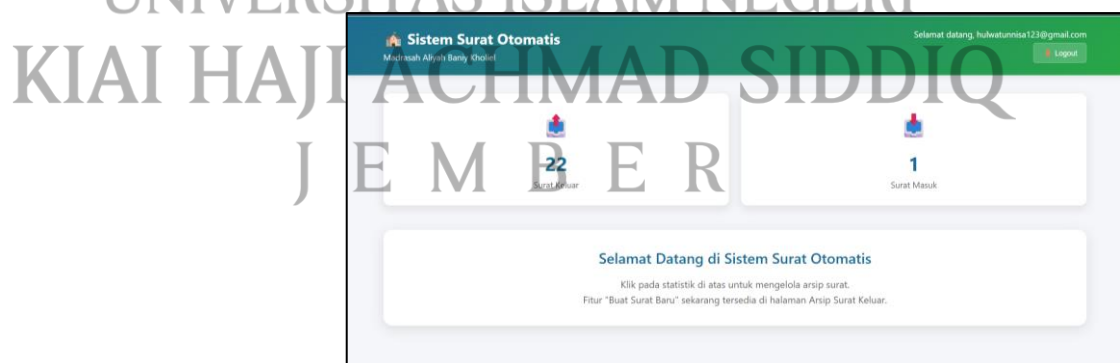 UNIVERSITAS ISLAM NEGERI
KIAI HAJI ACHMAD SIDDIQ
JEMBER
Sistem Surat Otomatis
Madrasah Aliyah Baniy Kholiel
Selamat datang, hulwatunnisa123@gmail.com
Logout
22
Surat Keluar
1
Surat Masuk
Selamat Datang di Sistem Surat Otomatis
Klik pada statistik di atas untuk mengelola arsip surat.
Fitur "Buat Surat Baru" sekarang tersedia di halaman Arsip Surat Keluar.